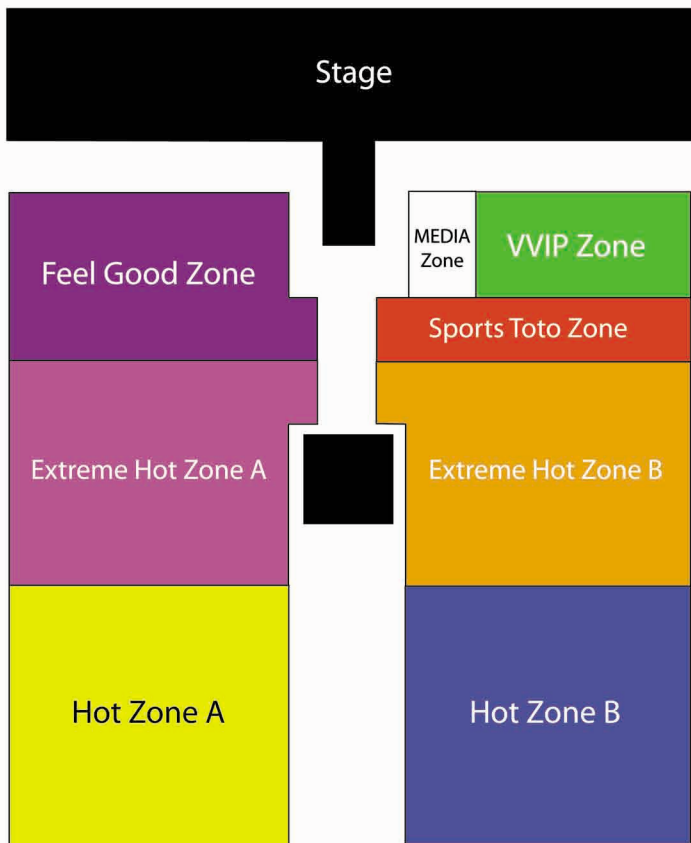 Stage
Feel Good Zone
MEDIA
Zone
VVIP Zone
Sports Toto Zone
Extreme Hot Zone A
Extreme Hot Zone B
Hot Zone A
Hot Zone B